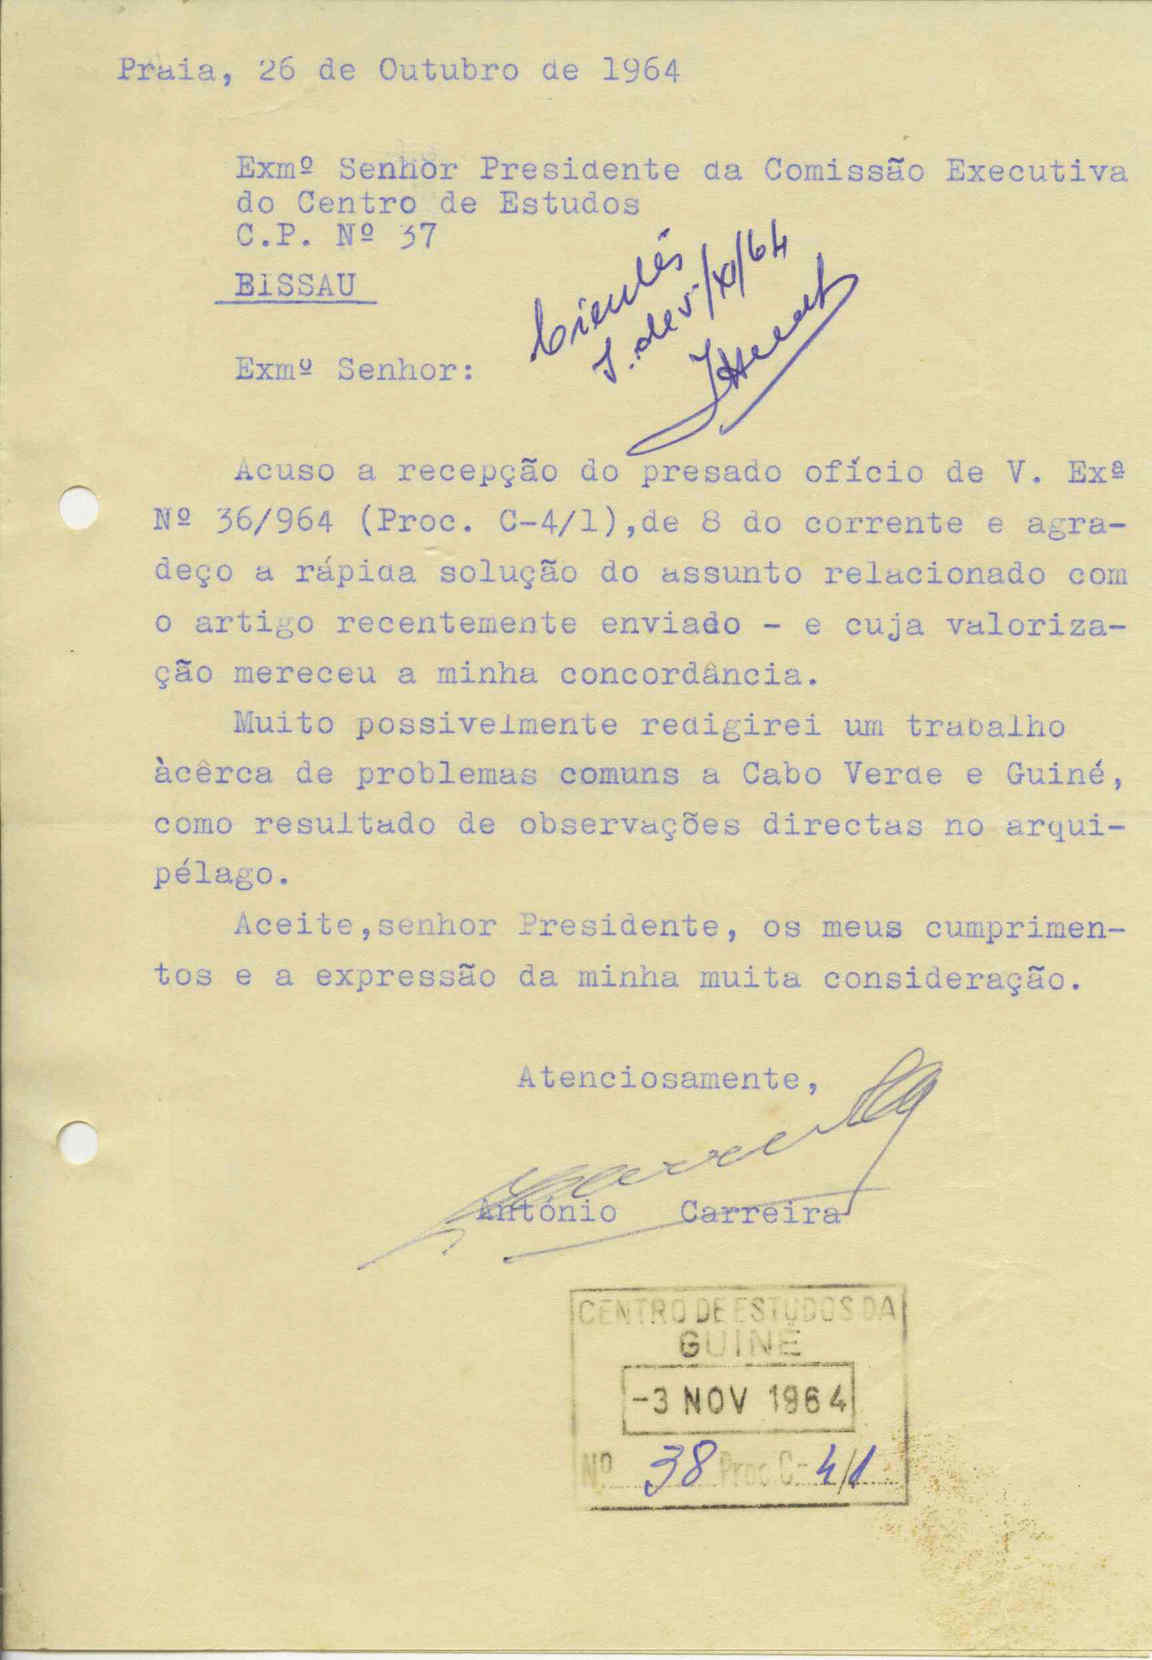 Praia, 26 de Outubro de 1964
Exmº Senhor Presidente da Comissão Executiva
do Centro de Estudos
C.P. Nº 37
BISSAU
/XI/64
Exmº Senhor:
Acuso a recepção do presado ofício de V. Exª
Nº 36/964 (Proc. C-4/1),de 8 do corrente e agra-
deço a rápida solução do assunto relacionado com
o artigo recentemente enviado - e cuja valoriza-
ção mereceu a minha concordância.
Muito possivelmente redigirei um trabalho
àcêrca de problemas comuns a Cabo Verde e Guiné,
como resultado de observações directas no arqui-
pélago.
Aceite,senhor Presidente, os meus cumprimen-
tos e a expressão da minha muita consideração.
Atenciosamente,
António Carreira
CENTRO DE ESTUDOS DA
GUINÉ
-3 NOV 1964
Nº 38 Proc. C- 4/1